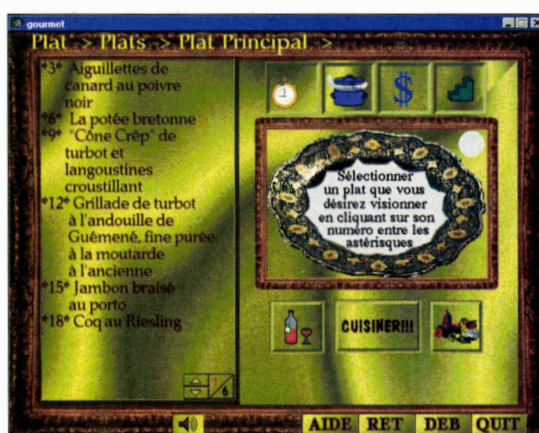 gourmet
Plat -> Plats -> Plat Principal ->
*3* Aiguillettes de
canard au poivre
noir
*6* La potée bretonne
*9* "Cône Crêp" de
turbot et
langoustines
croustillant
*12* Grillade de turbot
à l'andouille de
Guémené, fine purée
à la moutarde
à l'ancienne
*15* Jambon braisé
au porto
*18* Coq au Riesling
$
Sélectionner
un plat que vous
désirez visionner
en cliquant sur son
numéro entre les
astérisques
CUISINER!!!
1/6
AIDE RET DEB QUIT